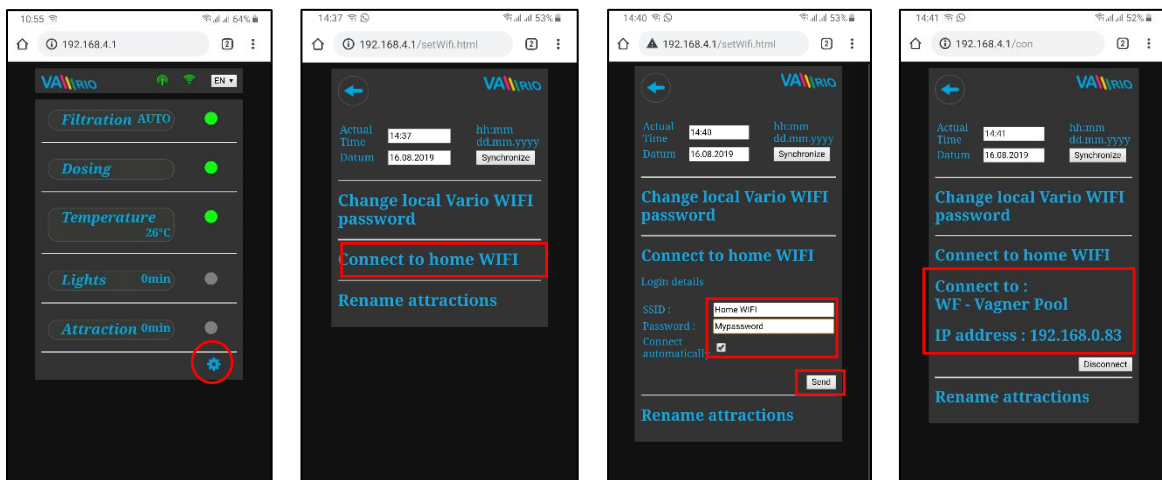 10:55 64%
192.168.4.1 2
VARIO EN
Filtration AUTO
Dosing
Temperature
26°C
Lights 0min
Attraction 0min
14:37 53%
192.168.4.1/setWifi.html 2
VARIO
Actual
Time 14:37 hh:mm
dd.mm.yyyy
Datum 16.08.2019 Synchronize
Change local Vario WIFI
password
Connect to home WIFI
Rename attractions
14:40 53%
192.168.4.1/setWifi.html 2
VARIO
Actual
Time 14:40 hh:mm
dd.mm.yyyy
Datum 16.08.2019 Synchronize
Change local Vario WIFI
password
Connect to home WIFI
Login details
SSID : Home WIFI
Password : Mypassword
Connect
automatically
Send
Rename attractions
14:41 52%
192.168.4.1/con 2
VARIO
Actual
Time 14:41 hh:mm
dd.mm.yyyy
Datum 16.08.2019 Synchronize
Change local Vario WIFI
password
Connect to home WIFI
Connect to :
WF - Vagner Pool
IP address : 192.168.0.83
Disconnect
Rename attractions